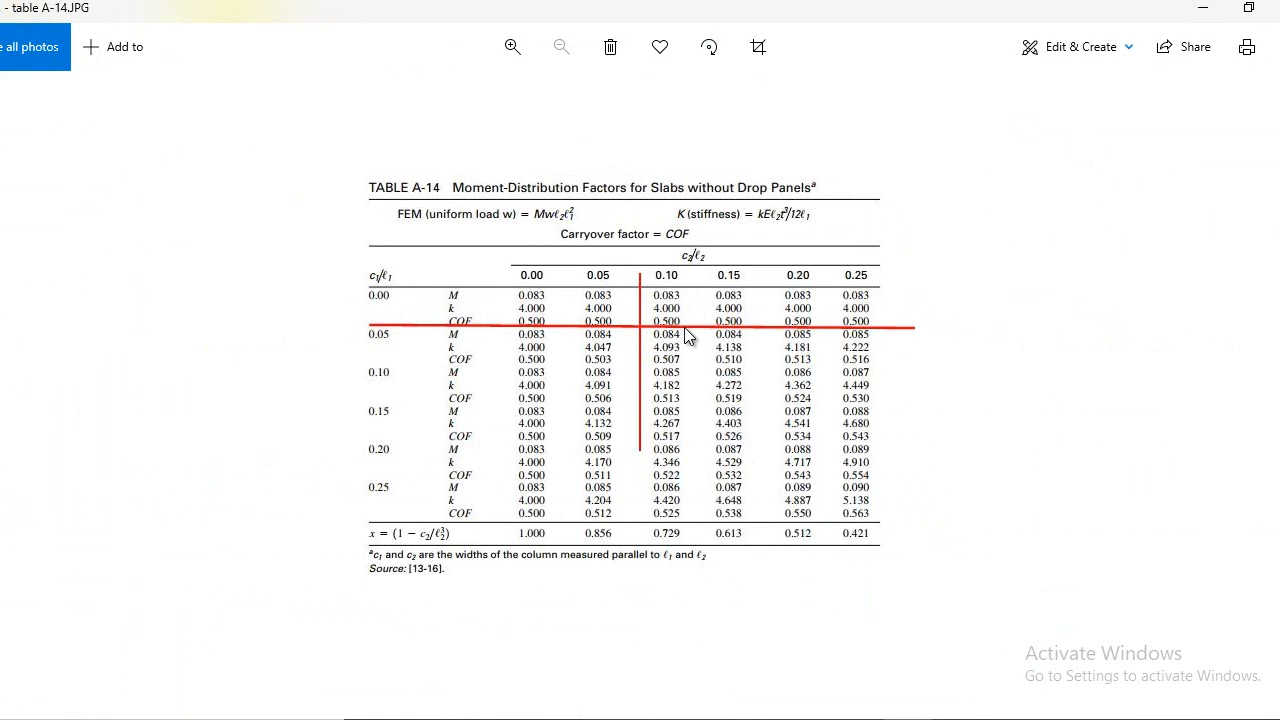 - table A-14.JPG
e all photos
Add to
Edit & Create
Share
TABLE A-14 Moment-Distribution Factors for Slabs without Drop Panelsᵃ
FEM (uniform load w) = Mwℓ₂ℓ₁² K (stiffness) = kEℓ₂t³/12ℓ₁
Carryover factor = COF
c₂/ℓ₂
c₁/ℓ₁ 0.00 0.05 0.10 0.15 0.20 0.25
0.00 M 0.083 0.083 0.083 0.083 0.083 0.083
k 4.000 4.000 4.000 4.000 4.000 4.000
COF 0.500 0.500 0.500 0.500 0.500 0.500
0.05 M 0.083 0.084 0.084 0.084 0.085 0.085
k 4.000 4.047 4.093 4.138 4.181 4.222
COF 0.500 0.503 0.507 0.510 0.513 0.516
0.10 M 0.083 0.084 0.085 0.085 0.086 0.087
k 4.000 4.091 4.182 4.272 4.362 4.449
COF 0.500 0.506 0.513 0.519 0.524 0.530
0.15 M 0.083 0.084 0.085 0.086 0.087 0.088
k 4.000 4.132 4.267 4.403 4.541 4.680
COF 0.500 0.509 0.517 0.526 0.534 0.543
0.20 M 0.083 0.085 0.086 0.087 0.088 0.089
k 4.000 4.170 4.346 4.529 4.717 4.910
COF 0.500 0.511 0.522 0.532 0.543 0.554
0.25 M 0.083 0.085 0.086 0.087 0.089 0.090
k 4.000 4.204 4.420 4.648 4.887 5.138
COF 0.500 0.512 0.525 0.538 0.550 0.563
x = (1 − c₂/ℓ₂³) 1.000 0.856 0.729 0.613 0.512 0.421
ᵃc₁ and c₂ are the widths of the column measured parallel to ℓ₁ and ℓ₂
Source: [13-16].
Activate Windows
Go to Settings to activate Windows.